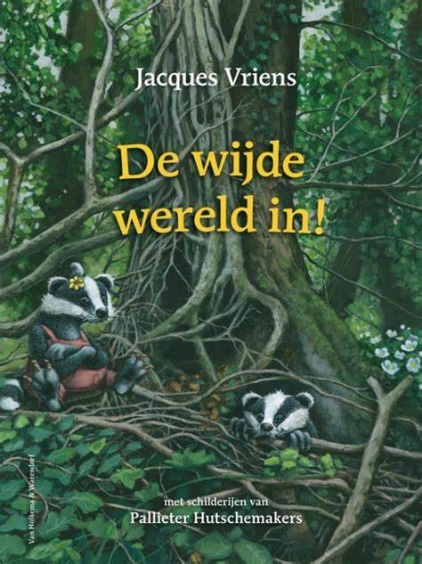 Jacques Vriens
De wijde
wereld in!
met schilderijen van
Pallieter Hutschemakers
Van Holkema & Warendorf